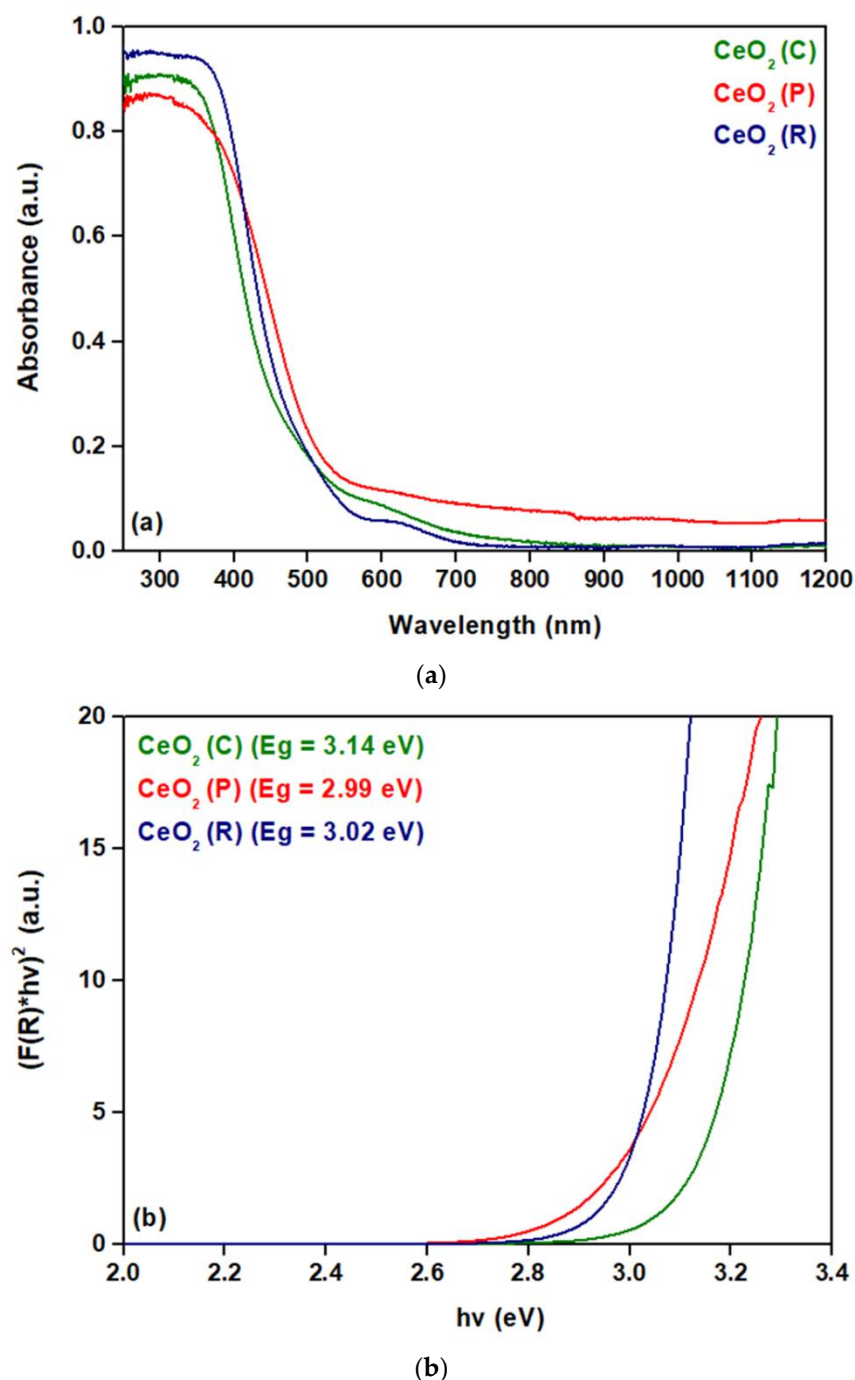 1.0
0.8
0.6
0.4
0.2
0.0
Absorbance (a.u.)
CeO₂ (C)
CeO₂ (P)
CeO₂ (R)
(a)
300 400 500 600 700 800 900 1000 1100 1200
Wavelength (nm)
(a)
20
15
10
5
0
(F(R)*hν)² (a.u.)
CeO₂ (C) (Eg = 3.14 eV)
CeO₂ (P) (Eg = 2.99 eV)
CeO₂ (R) (Eg = 3.02 eV)
(b)
2.0 2.2 2.4 2.6 2.8 3.0 3.2 3.4
hν (eV)
(b)